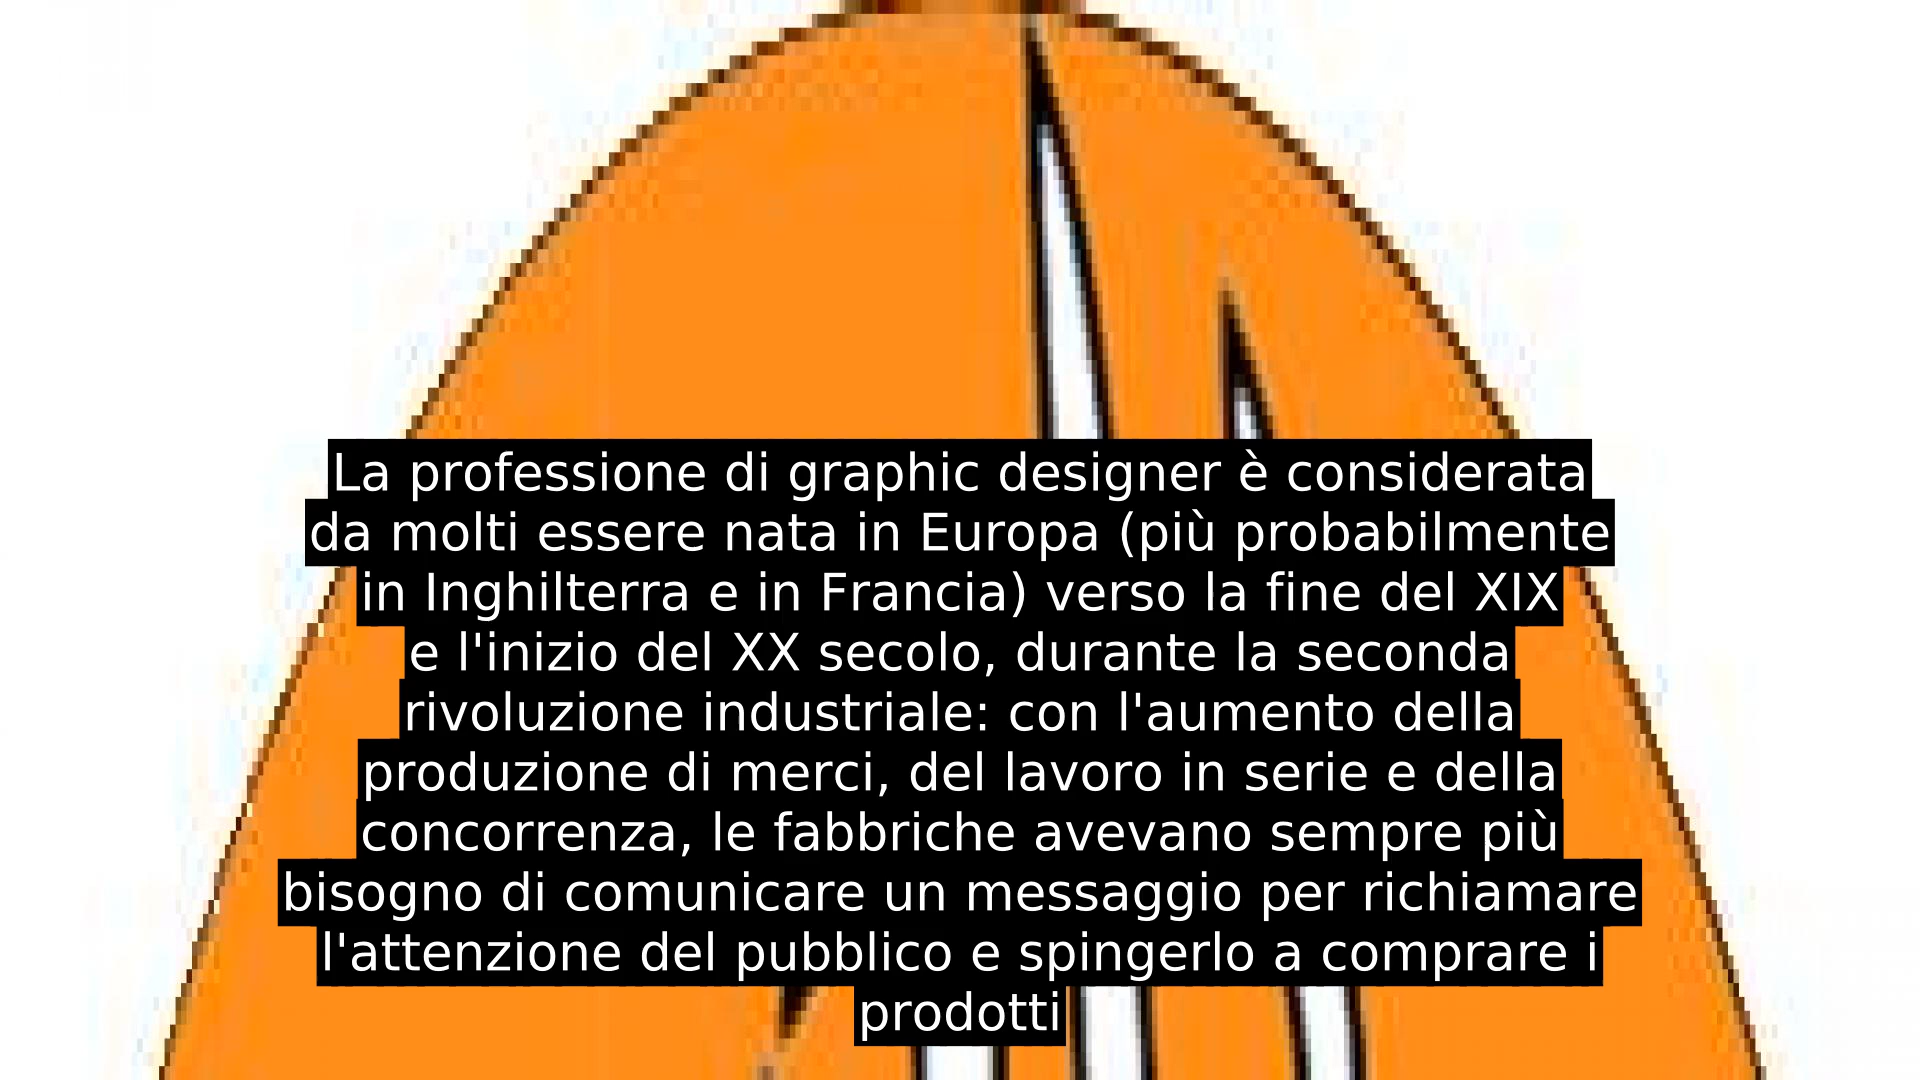 La professione di graphic designer è considerata
da molti essere nata in Europa (più probabilmente
in Inghilterra e in Francia) verso la fine del XIX
e l'inizio del XX secolo, durante la seconda
rivoluzione industriale: con l'aumento della
produzione di merci, del lavoro in serie e della
concorrenza, le fabbriche avevano sempre più
bisogno di comunicare un messaggio per richiamare
l'attenzione del pubblico e spingerlo a comprare i
prodotti